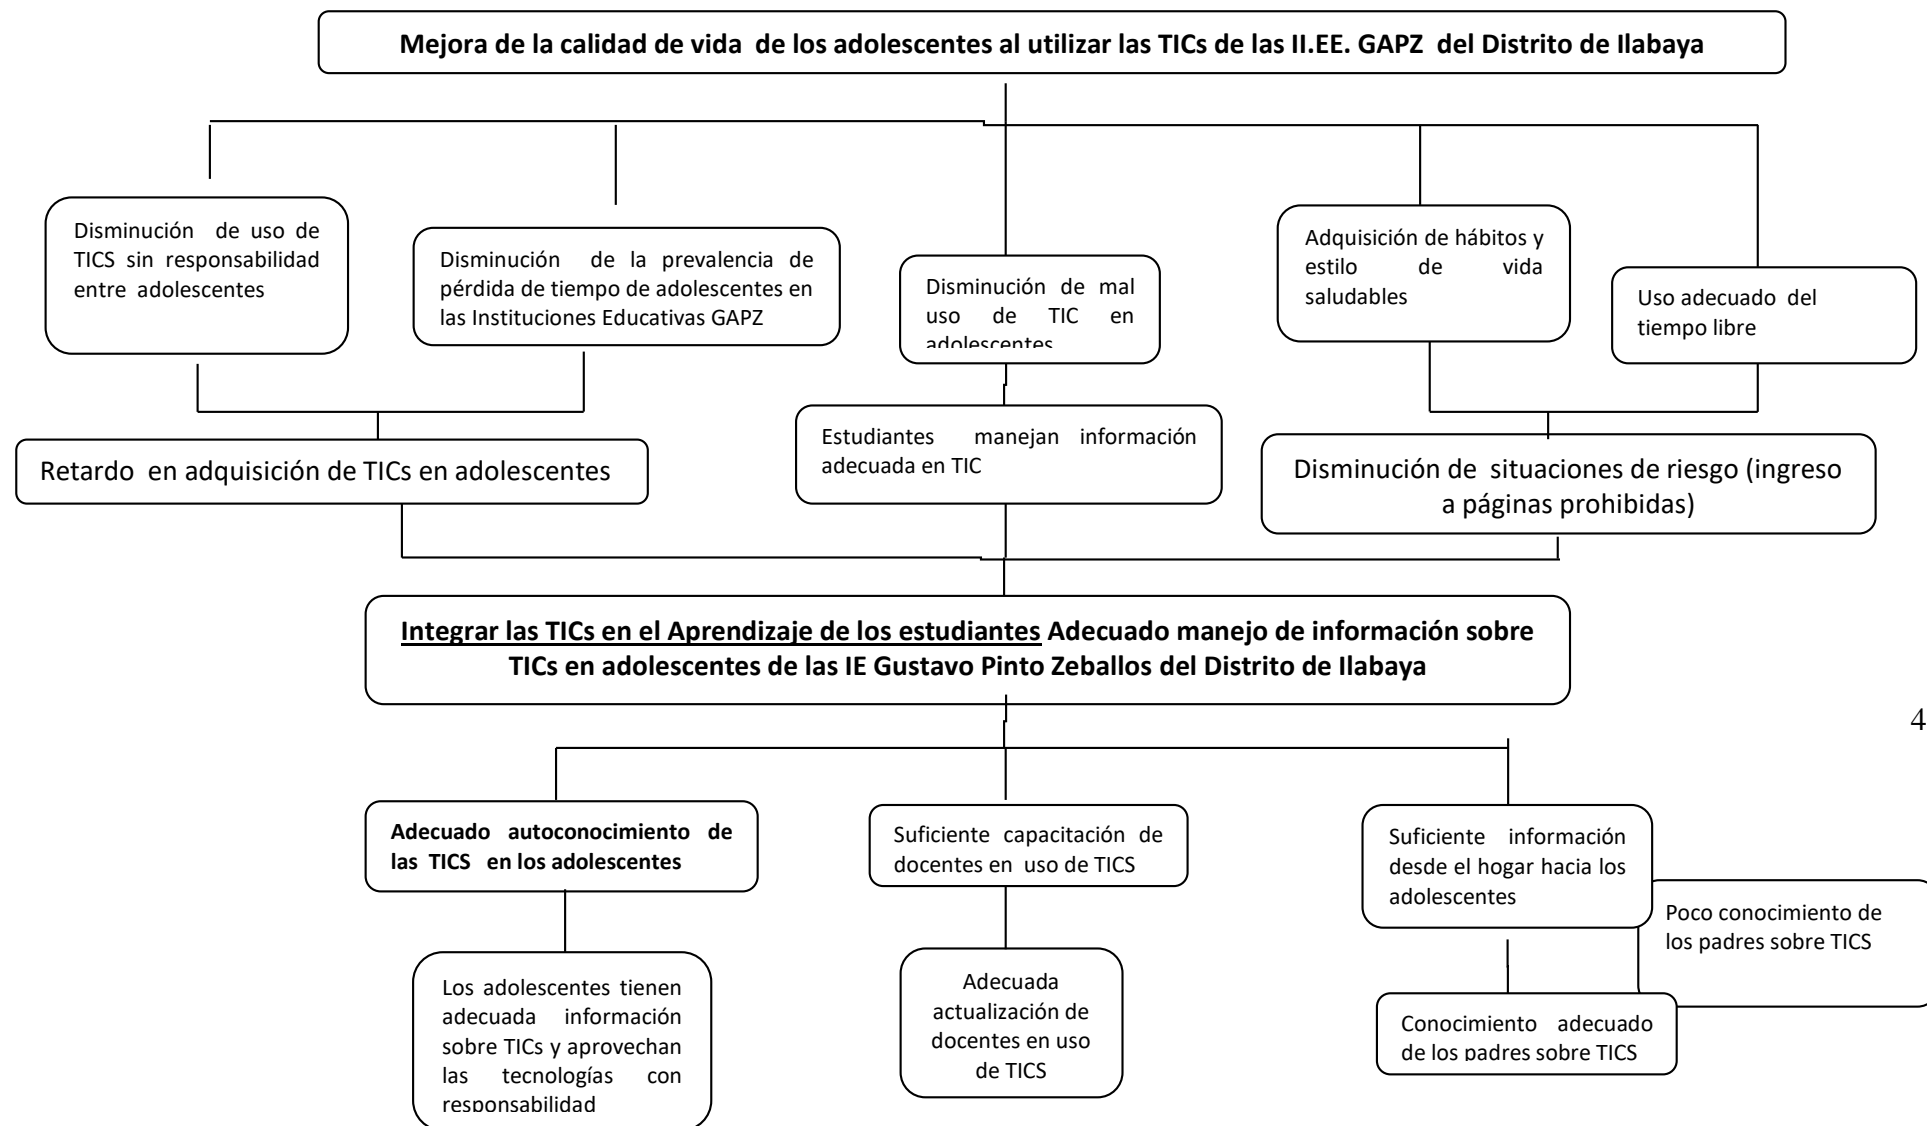 Mejora de la calidad de vida de los adolescentes al utilizar las TICs de las II.EE. GAPZ del Distrito de Ilabaya
Disminución de uso de
TICS sin responsabilidad
entre adolescentes
Disminución de la prevalencia de
pérdida de tiempo de adolescentes en
las Instituciones Educativas GAPZ
Disminución de mal
uso de TIC en
adolescentes
Adquisición de hábitos y
estilo de vida
saludables
Uso adecuado del
tiempo libre
Retardo en adquisición de TICs en adolescentes
Estudiantes manejan información
adecuada en TIC
Disminución de situaciones de riesgo (ingreso
a páginas prohibidas)
Integrar las TICs en el Aprendizaje de los estudiantes Adecuado manejo de información sobre
TICs en adolescentes de las IE Gustavo Pinto Zeballos del Distrito de Ilabaya
4
Adecuado autoconocimiento de
las TICS en los adolescentes
Suficiente capacitación de
docentes en uso de TICS
Suficiente información
desde el hogar hacia los
adolescentes
Poco conocimiento de
los padres sobre TICS
Los adolescentes tienen
adecuada información
sobre TICs y aprovechan
las tecnologías con
responsabilidad
Adecuada
actualización de
docentes en uso
de TICS
Conocimiento adecuado
de los padres sobre TICS